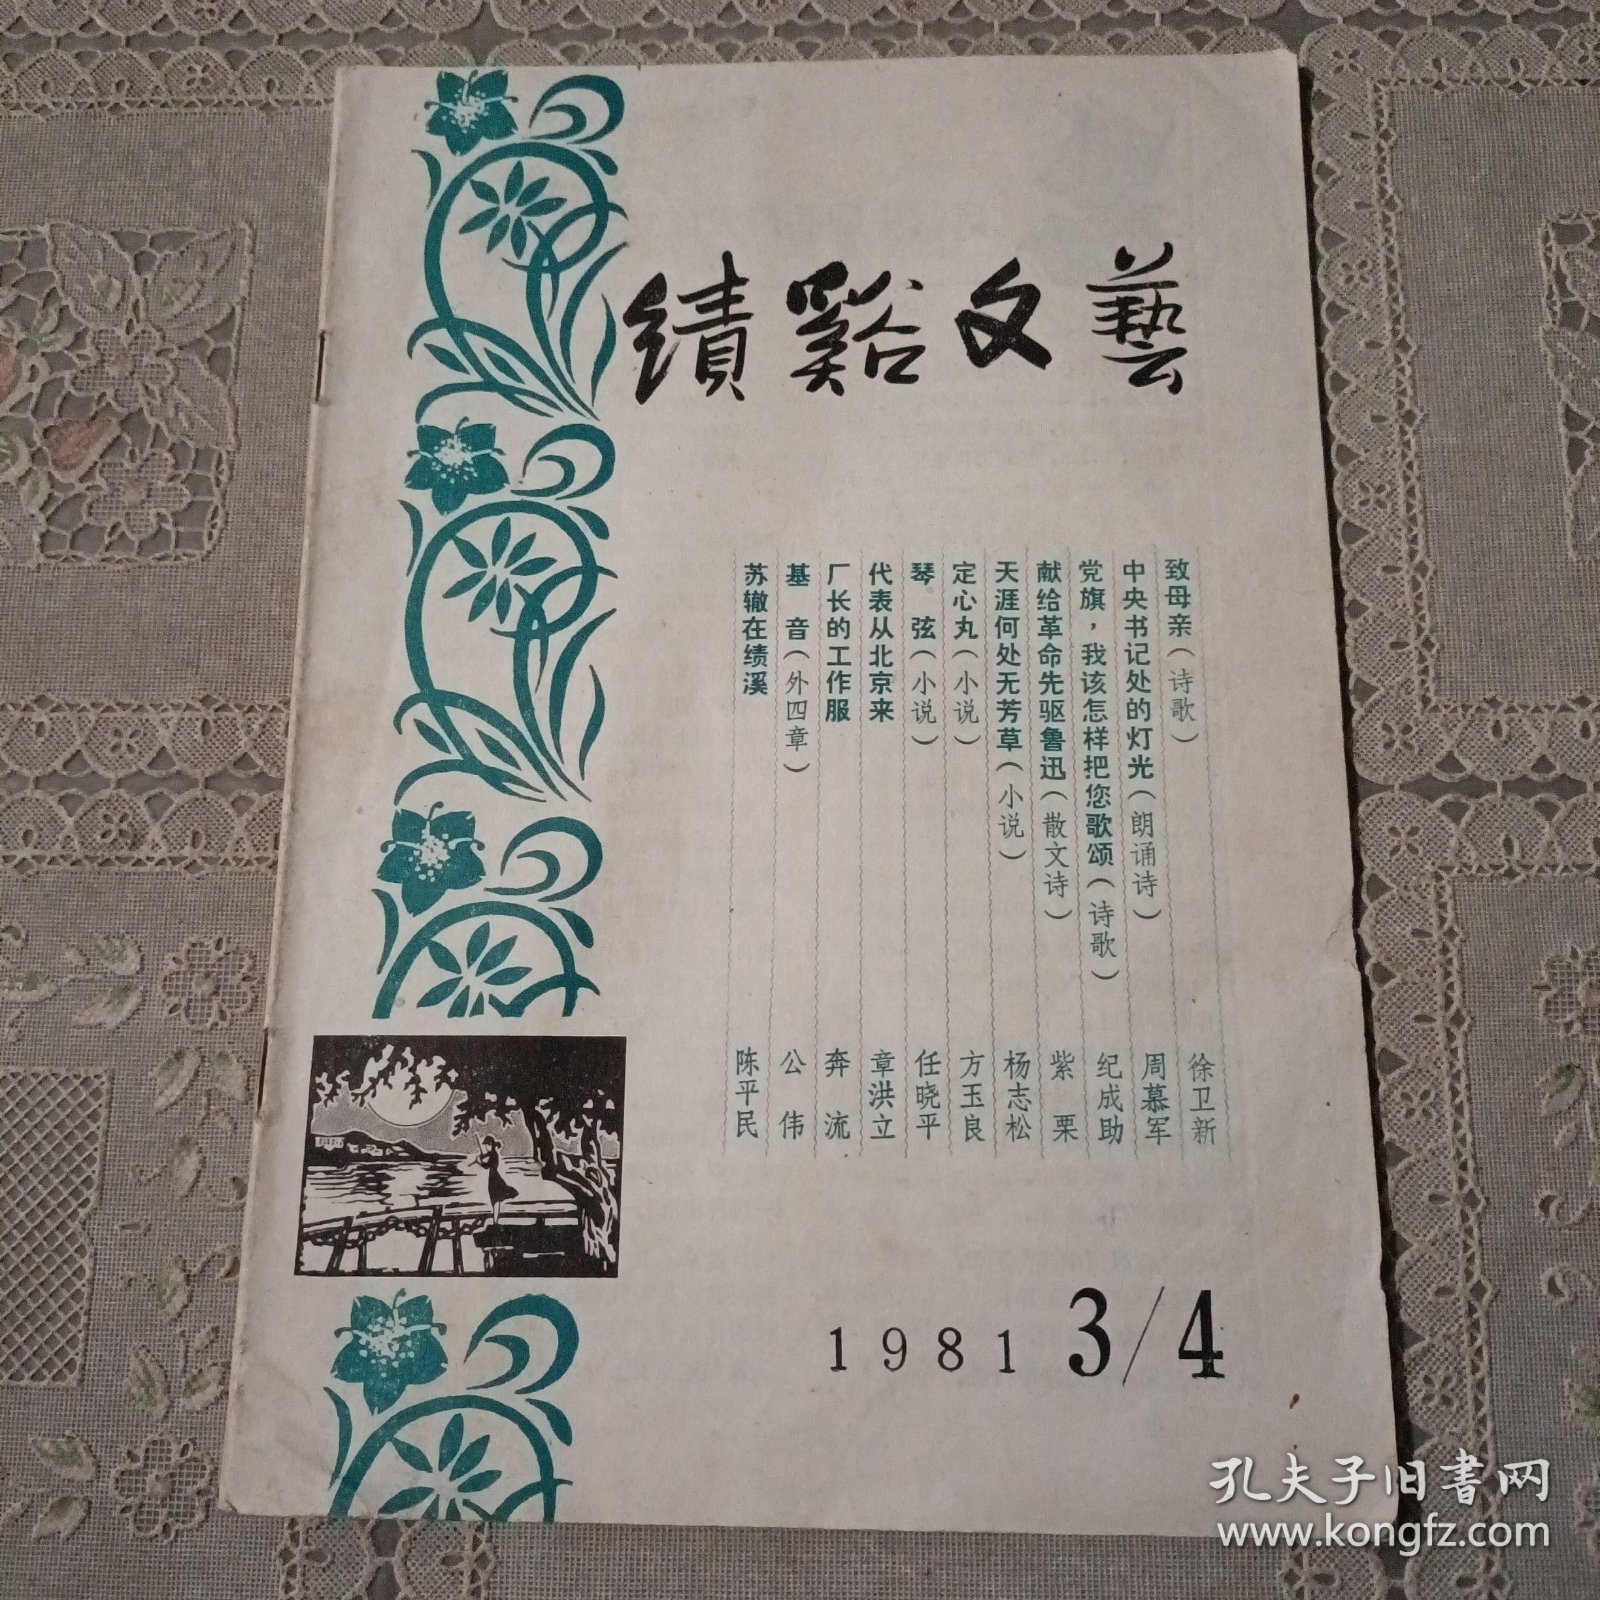 績谿文藝
致母亲（诗歌） 徐卫新
中央书记处的灯光（朗诵诗） 周慕军
党旗，我该怎样把您歌颂（诗歌） 纪成助
献给革命先驱鲁迅（散文诗） 紫栗
天涯何处无芳草（小说） 杨志松
定心丸（小说） 方玉良
琴弦（小说） 任晓平
代表从北京来 章洪立
厂长的工作服 奔流
基音（外四章） 公伟
苏辙在绩溪 陈平民
1981 3/4
孔夫子旧书网
www.kongfz.com